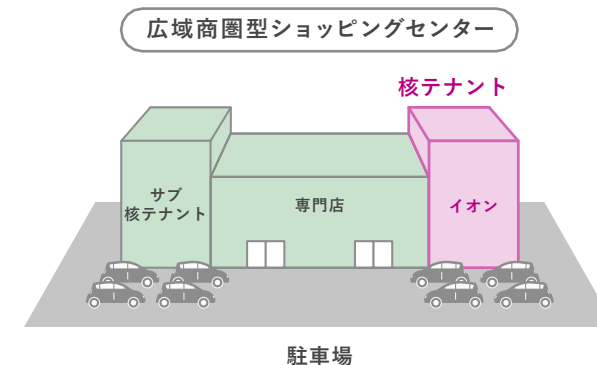 広域商圏型ショッピングセンター
核テナント
サブ
核テナント
専門店
イオン
駐車場